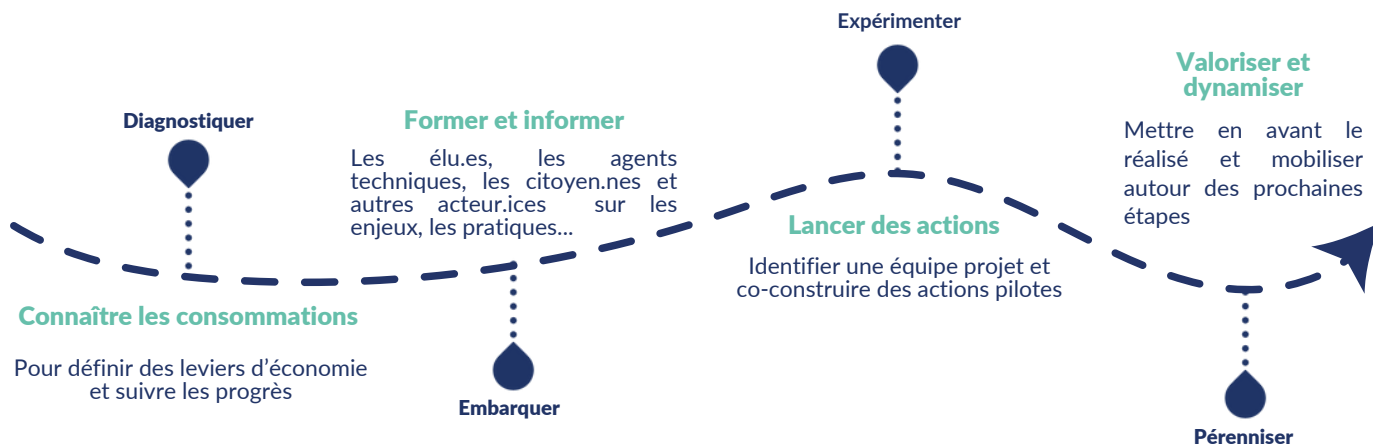 Diagnostiquer
Connaître les consommations
Pour définir des leviers d'économie
et suivre les progrès
Former et informer
Les élu.es, les agents
techniques, les citoyen.nes et
autres acteur.ices sur les
enjeux, les pratiques...
Embarquer
Expérimenter
Lancer des actions
Identifier une équipe projet et
co-construire des actions pilotes
Valoriser et
dynamiser
Mettre en avant le
réalisé et mobiliser
autour des prochaines
étapes
Pérenniser